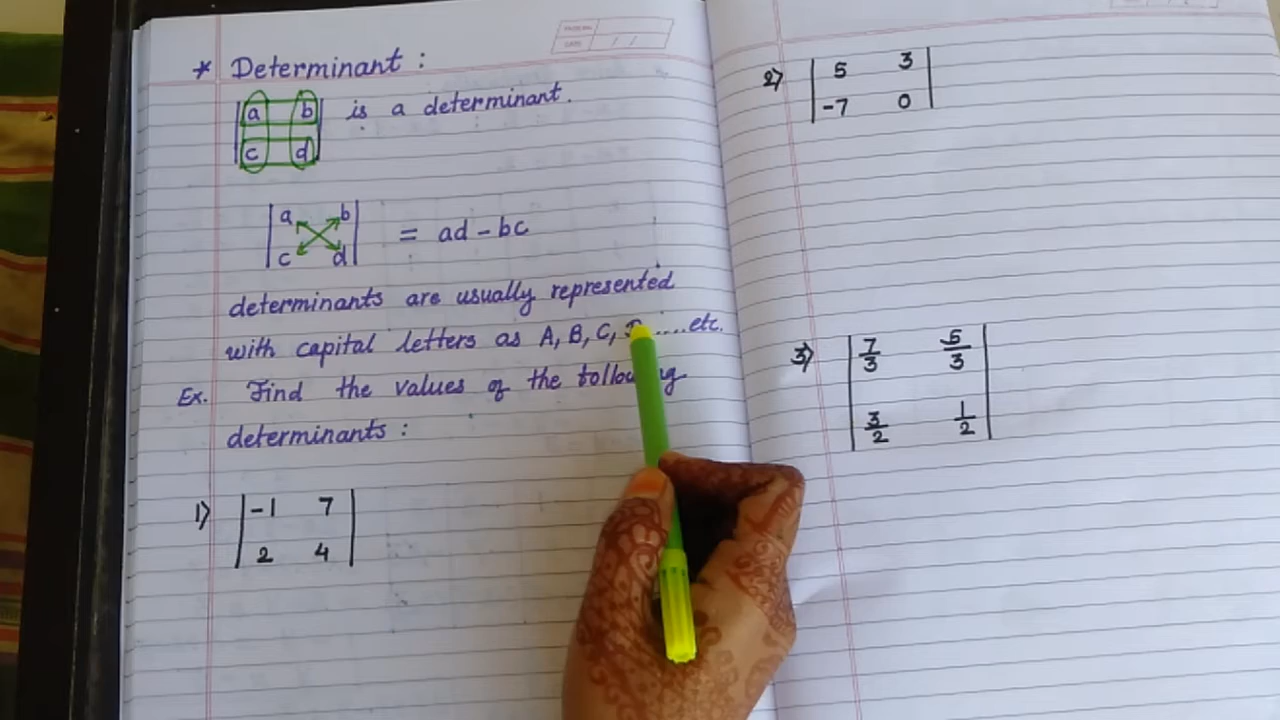 * Determinant :
|a b| is a determinant.
|c d|
|a b| = ad - bc
|c d|
determinants are usually represented
with capital letters as A, B, C, ....etc.
Ex. Find the values of the
determinants :
1) |-1 7|
|2 4|
DATE / /
2) |5 3|
|-7 0|
3) |7/3 5/3|
|3/2 1/2|